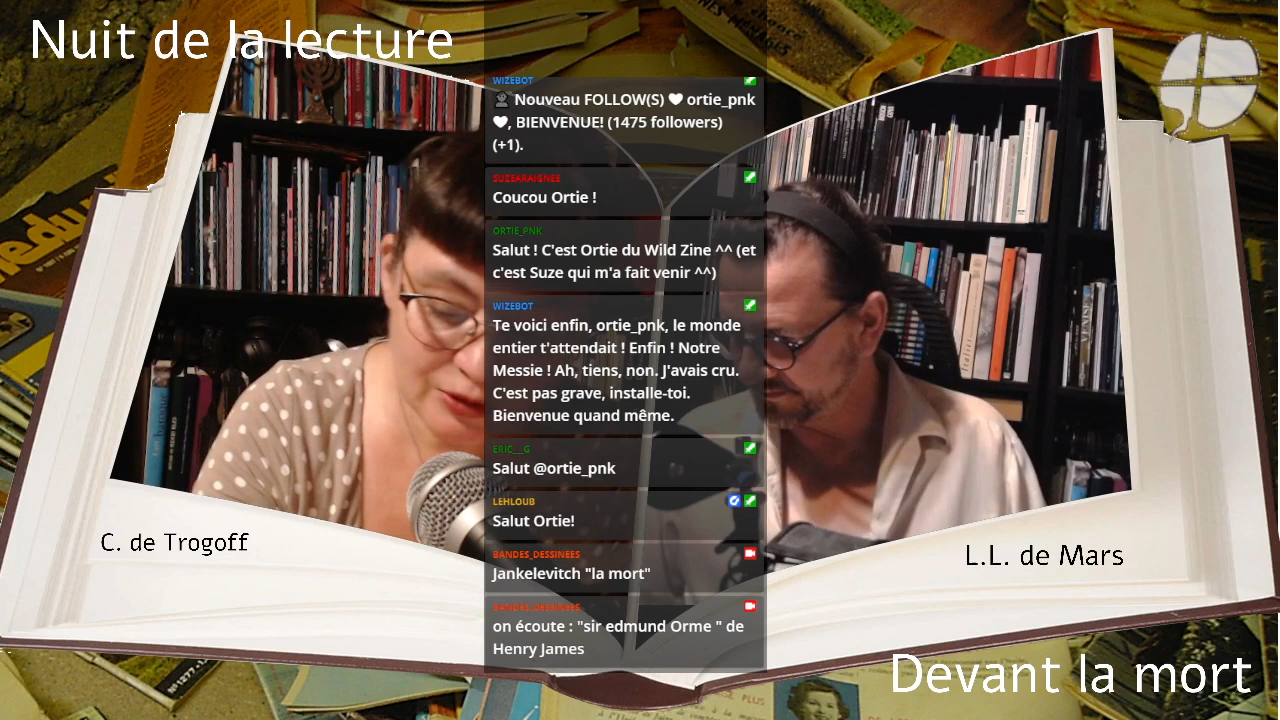 Nuit de la lecture
WIZEBOT
Nouveau FOLLOW(S) ♥ ortie_pnk
♥, BIENVENUE! (1475 followers)
(+1).
SUZEARAIGNEE
Coucou Ortie !
ORTIE_PNK
Salut ! C'est Ortie du Wild Zine ^^ (et
c'est Suze qui m'a fait venir ^^)
WIZEBOT
Te voici enfin, ortie_pnk, le monde
entier t'attendait ! Enfin ! Notre
Messie ! Ah, tiens, non. J'avais cru.
C'est pas grave, installe-toi.
Bienvenue quand même.
ERIC__G
Salut @ortie_pnk
LEHLOUB
Salut Ortie!
BANDES_DESSINEES
Jankelevitch "la mort"
BANDES_DESSINEES
on écoute : "sir edmund Orme " de
Henry James
C. de Trogoff
L.L. de Mars
Devant la mort